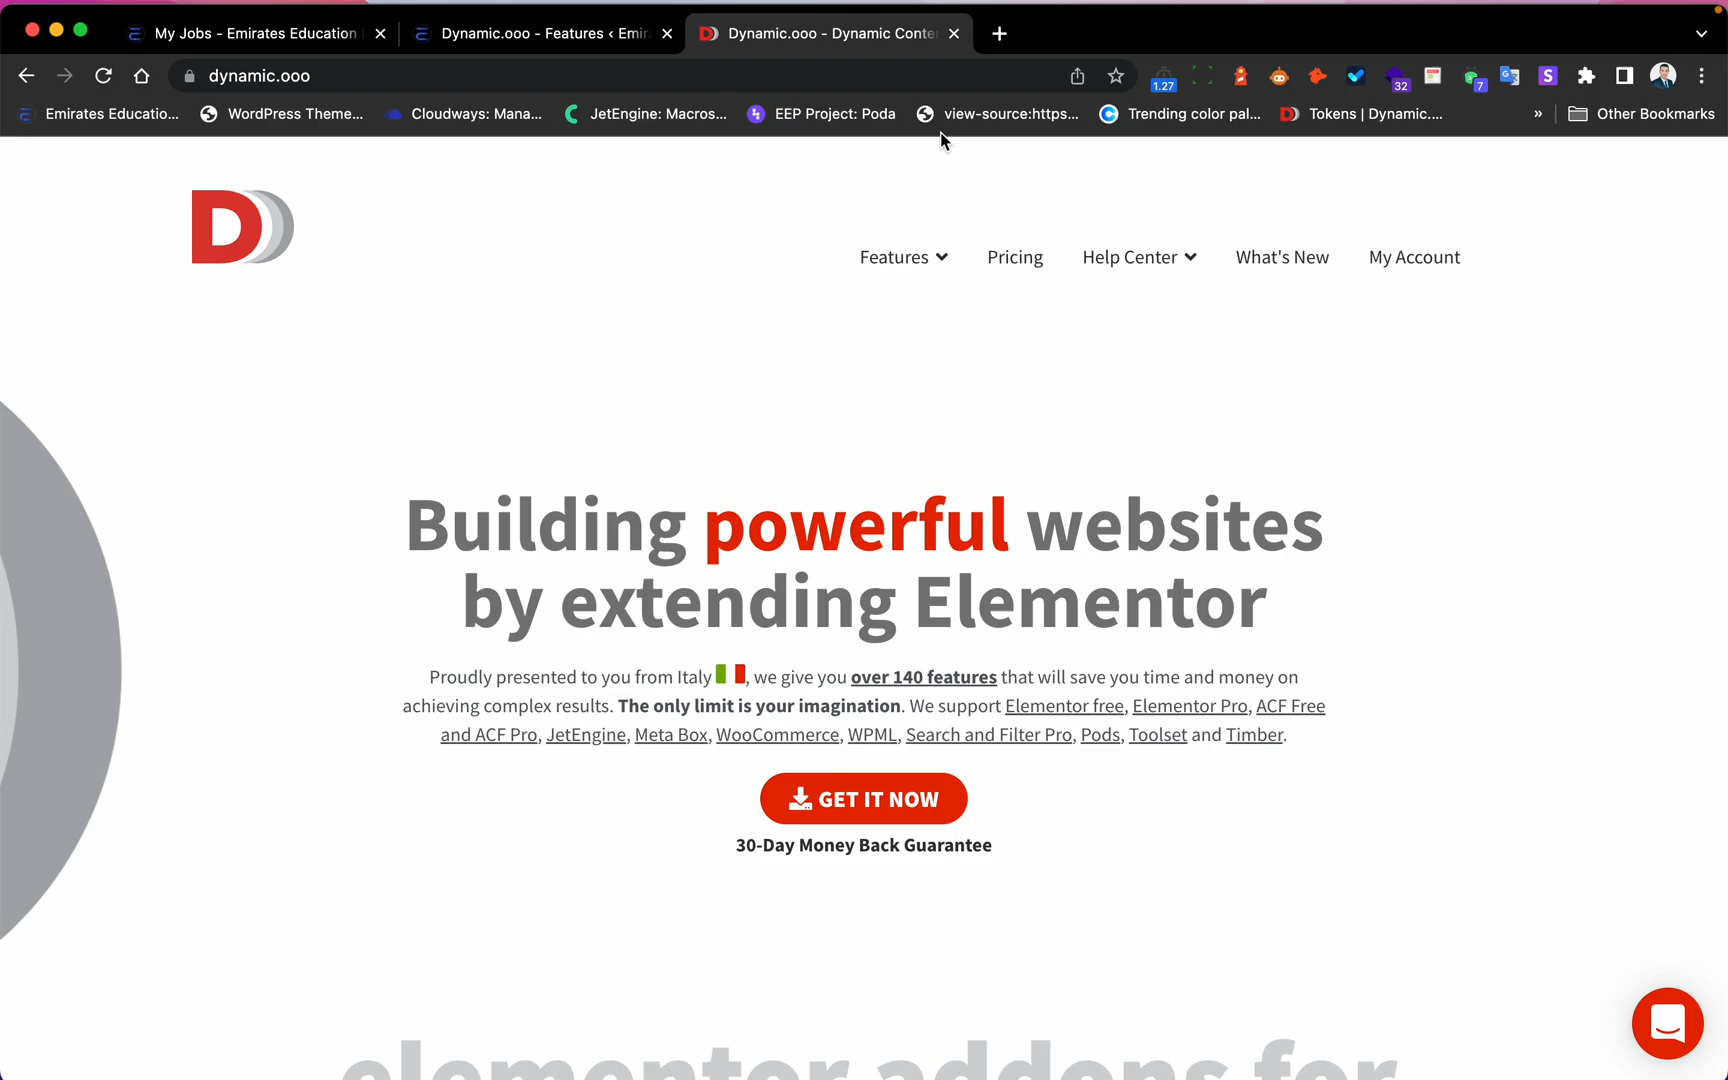 My Jobs - Emirates Education
Dynamic.ooo - Features ‹ Emir
Dynamic.ooo - Dynamic Conte
dynamic.ooo
1.27
32
7
S
Emirates Educatio...
WordPress Theme...
Cloudways: Mana...
JetEngine: Macros...
EEP Project: Poda
view-source:https...
Trending color pal...
Tokens | Dynamic....
»
Other Bookmarks
D
Features
Pricing
Help Center
What's New
My Account
Building powerful websites
by extending Elementor
Proudly presented to you from Italy 🇮🇹, we give you over 140 features that will save you time and money on
achieving complex results. The only limit is your imagination. We support Elementor free, Elementor Pro, ACF Free
and ACF Pro, JetEngine, Meta Box, WooCommerce, WPML, Search and Filter Pro, Pods, Toolset and Timber.
GET IT NOW
30-Day Money Back Guarantee
elementor addons for